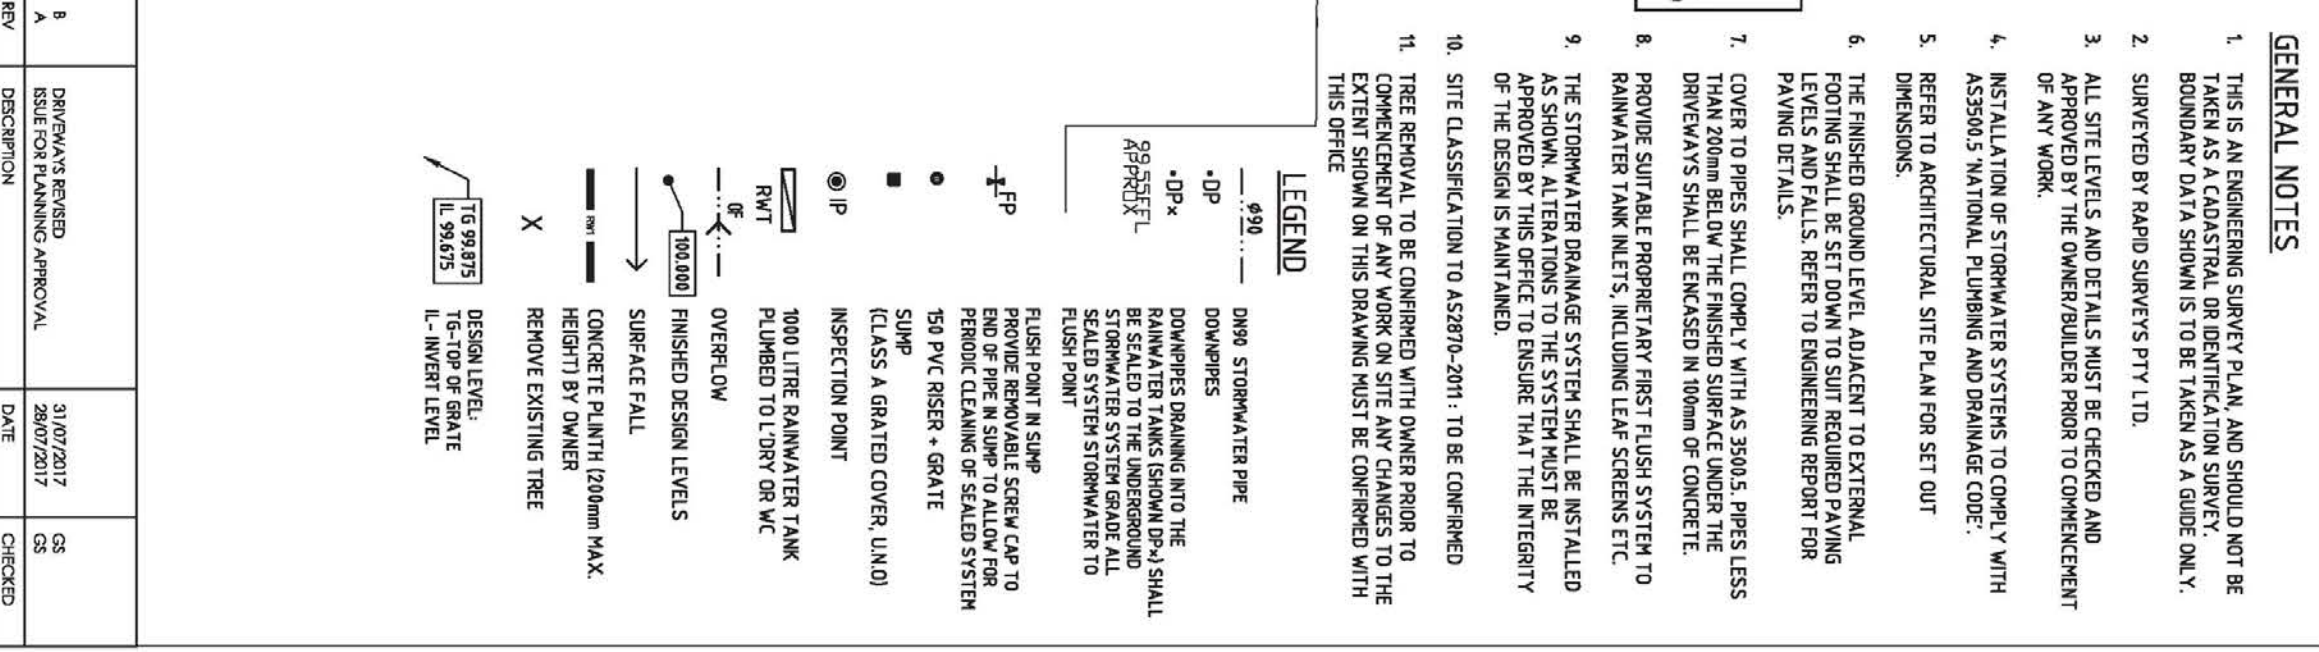 GENERAL NOTES
1. THIS IS AN ENGINEERING SURVEY PLAN, AND SHOULD NOT BE
TAKEN AS A CADASTRAL OR IDENTIFICATION SURVEY.
BOUNDARY DATA SHOWN IS TO BE TAKEN AS A GUIDE ONLY.
2. SURVEYED BY RAPID SURVEYS PTY LTD.
3. ALL SITE LEVELS AND DETAILS MUST BE CHECKED AND
APPROVED BY THE OWNER/BUILDER PRIOR TO COMMENCEMENT
OF ANY WORK.
4. INSTALLATION OF STORMWATER SYSTEMS TO COMPLY WITH
AS3500.5 'NATIONAL PLUMBING AND DRAINAGE CODE'.
5. REFER TO ARCHITECTURAL SITE PLAN FOR SET OUT
DIMENSIONS.
6. THE FINISHED GROUND LEVEL ADJACENT TO EXTERNAL
FOOTING SHALL BE SET DOWN TO SUIT REQUIRED PAVING
LEVELS AND FALLS. REFER TO ENGINEERING REPORT FOR
PAVING DETAILS.
7. COVER TO PIPES SHALL COMPLY WITH AS 3500.5. PIPES LESS
THAN 200mm BELOW THE FINISHED SURFACE UNDER THE
DRIVEWAYS SHALL BE ENCASED IN 100mm OF CONCRETE.
8. PROVIDE SUITABLE PROPRIETARY FIRST FLUSH SYSTEM TO
RAINWATER TANK INLETS, INCLUDING LEAF SCREENS ETC.
9. THE STORMWATER DRAINAGE SYSTEM SHALL BE INSTALLED
AS SHOWN. ALTERATIONS TO THE SYSTEM MUST BE
APPROVED BY THIS OFFICE TO ENSURE THAT THE INTEGRITY
OF THE DESIGN IS MAINTAINED.
10. SITE CLASSIFICATION TO AS2870-2011 : TO BE CONFIRMED
11. TREE REMOVAL TO BE CONFIRMED WITH OWNER PRIOR TO
COMMENCEMENT OF ANY WORK ON SITE ANY CHANGES TO THE
EXTENT SHOWN ON THIS DRAWING MUST BE CONFIRMED WITH
THIS OFFICE
LEGEND
ø90 DN90 STORMWATER PIPE
•DP DOWNPIPES
•DPx DOWNPIPES DRAINING INTO THE
RAINWATER TANKS (SHOWN DPx) SHALL
BE SEALED TO THE UNDERGROUND
STORMWATER SYSTEM GRADE ALL
SEALED SYSTEM STORMWATER TO
FLUSH POINT
99.55FFL
APPROX
FP FLUSH POINT IN SUMP
PROVIDE REMOVABLE SCREW CAP TO
END OF PIPE IN SUMP TO ALLOW FOR
PERIODIC CLEANING OF SEALED SYSTEM
150 PVC RISER + GRATE
SUMP
(CLASS A GRATED COVER, U.N.O)
IP INSPECTION POINT
RWT 1000 LITRE RAINWATER TANK
PLUMBED TO L'DRY OR WC
OF OVERFLOW
100.000 FINISHED DESIGN LEVELS
SURFACE FALL
RW1 CONCRETE PLINTH (200mm MAX.
HEIGHT) BY OWNER
X REMOVE EXISTING TREE
TG 99.875
IL 99.675
DESIGN LEVEL:
TG-TOP OF GRATE
IL- INVERT LEVEL
B DRIVEWAYS REVISED 31/07/2017 GS
A ISSUE FOR PLANNING APPROVAL 28/07/2017 GS
REV DESCRIPTION DATE CHECKED